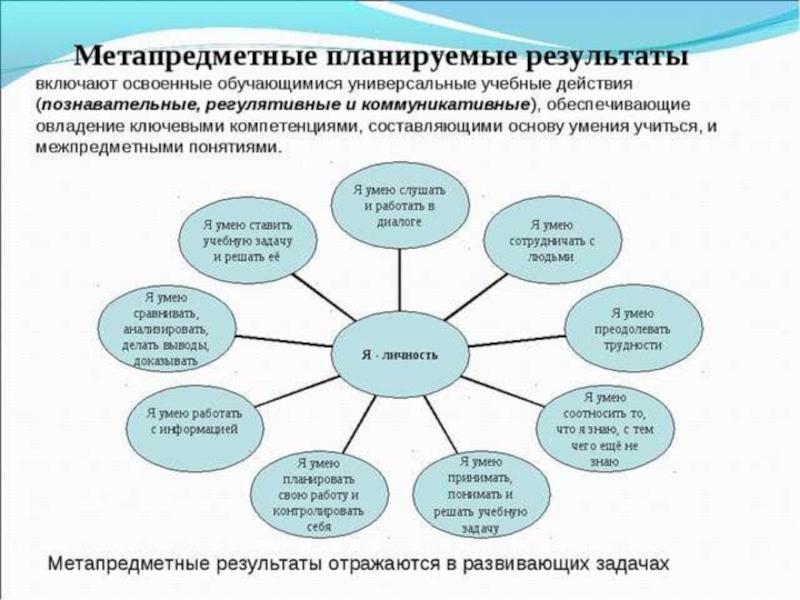 Метапредметные планируемые результаты
включают освоенные обучающимися универсальные учебные действия
(познавательные, регулятивные и коммуникативные), обеспечивающие
овладение ключевыми компетенциями, составляющими основу умения учиться, и
межпредметными понятиями.
Я умею слушать
и работать в
диалоге
Я умею ставить
учебную задачу
и решать её
Я умею
сотрудничать с
людьми
Я умею
сравнивать,
анализировать,
делать выводы,
доказывать
Я умею
преодолевать
трудности
Я - личность
Я умею работать
с информацией
Я умею
соотносить то,
что я знаю, с тем
чего ещё не
знаю
Я умею
планировать
свою работу и
контролировать
себя
Я умею
принимать,
понимать и
решать учебную
задачу
Метапредметные результаты отражаются в развивающих задачах